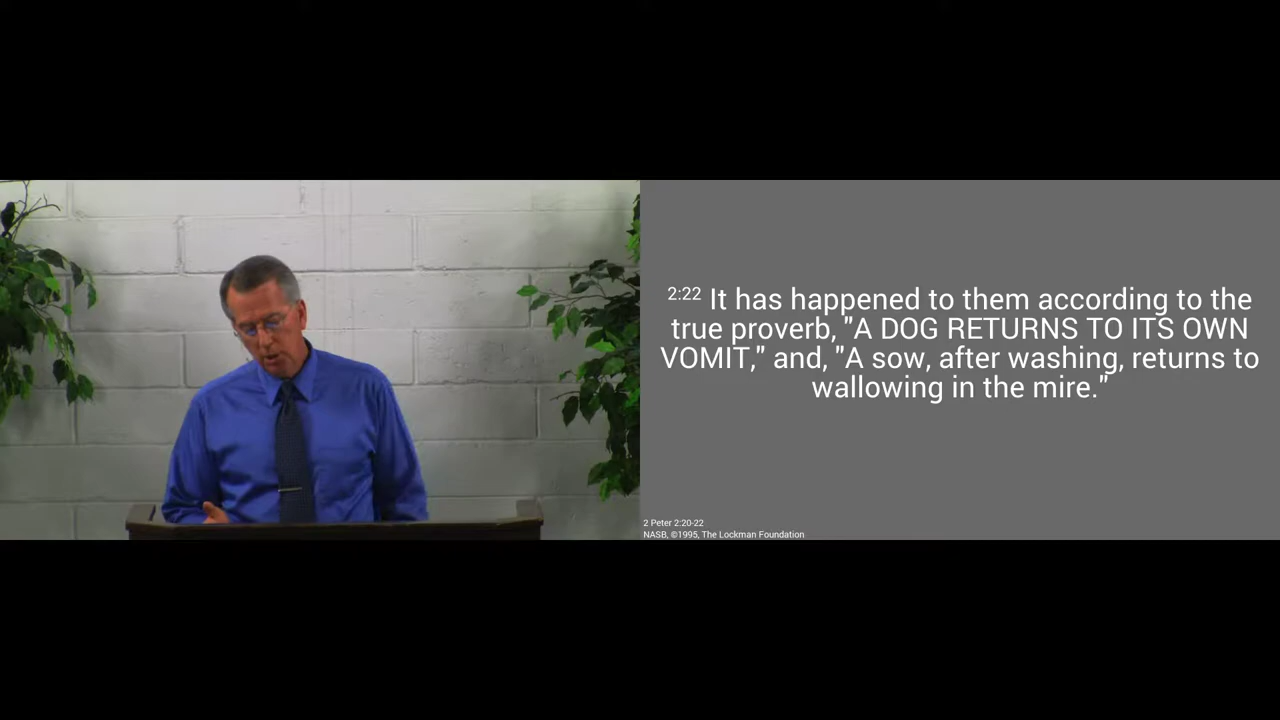 2:22 It has happened to them according to the
true proverb, "A DOG RETURNS TO ITS OWN
VOMIT," and, "A sow, after washing, returns to
wallowing in the mire."
2 Peter 2:20-22
NASB, ©1995, The Lockman Foundation